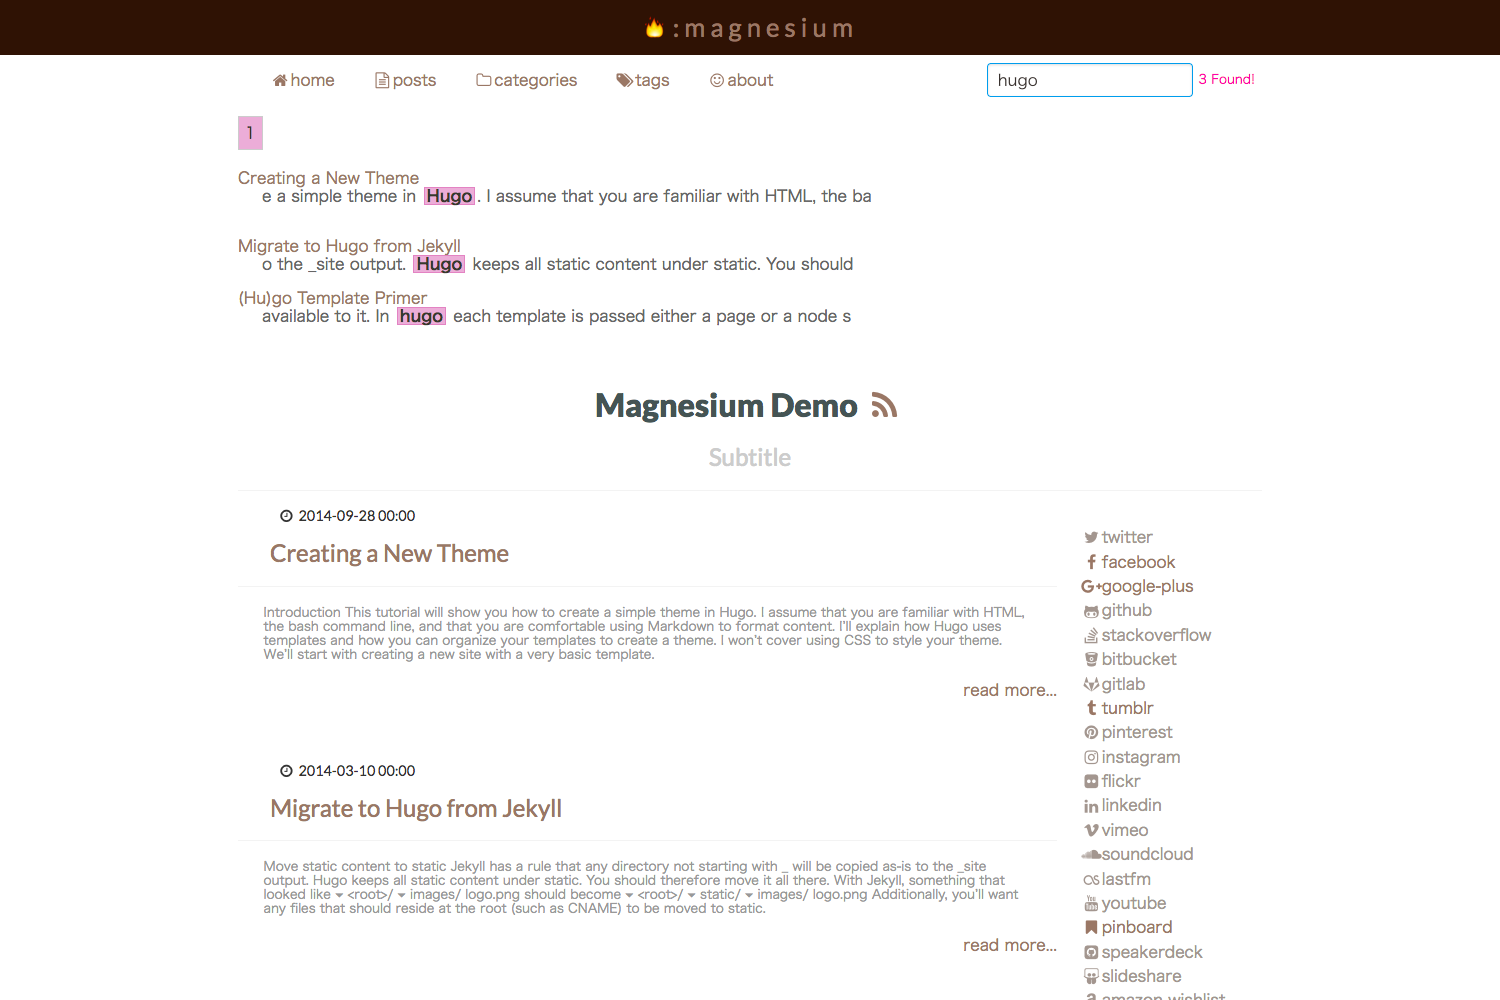 :magnesium
home posts categories tags about hugo 3 Found!
1
Creating a New Theme
e a simple theme in Hugo. I assume that you are familiar with HTML, the ba
Migrate to Hugo from Jekyll
o the _site output. Hugo keeps all static content under static. You should
(Hu)go Template Primer
available to it. In hugo each template is passed either a page or a node s
Magnesium Demo
Subtitle
2014-09-28 00:00
Creating a New Theme
Introduction This tutorial will show you how to create a simple theme in Hugo. I assume that you are familiar with HTML,
the bash command line, and that you are comfortable using Markdown to format content. I'll explain how Hugo uses
templates and how you can organize your templates to create a theme. I won't cover using CSS to style your theme.
We'll start with creating a new site with a very basic template.
read more...
2014-03-10 00:00
Migrate to Hugo from Jekyll
Move static content to static Jekyll has a rule that any directory not starting with _ will be copied as-is to the _site
output. Hugo keeps all static content under static. You should therefore move it all there. With Jekyll, something that
looked like ▾ <root>/ ▾ images/ logo.png should become ▾ <root>/ ▾ static/ ▾ images/ logo.png Additionally, you'll want
any files that should reside at the root (such as CNAME) to be moved to static.
read more...
twitter
facebook
google-plus
github
stackoverflow
bitbucket
gitlab
tumblr
pinterest
instagram
flickr
linkedin
vimeo
soundcloud
lastfm
youtube
pinboard
speakerdeck
slideshare
amazon wishlist